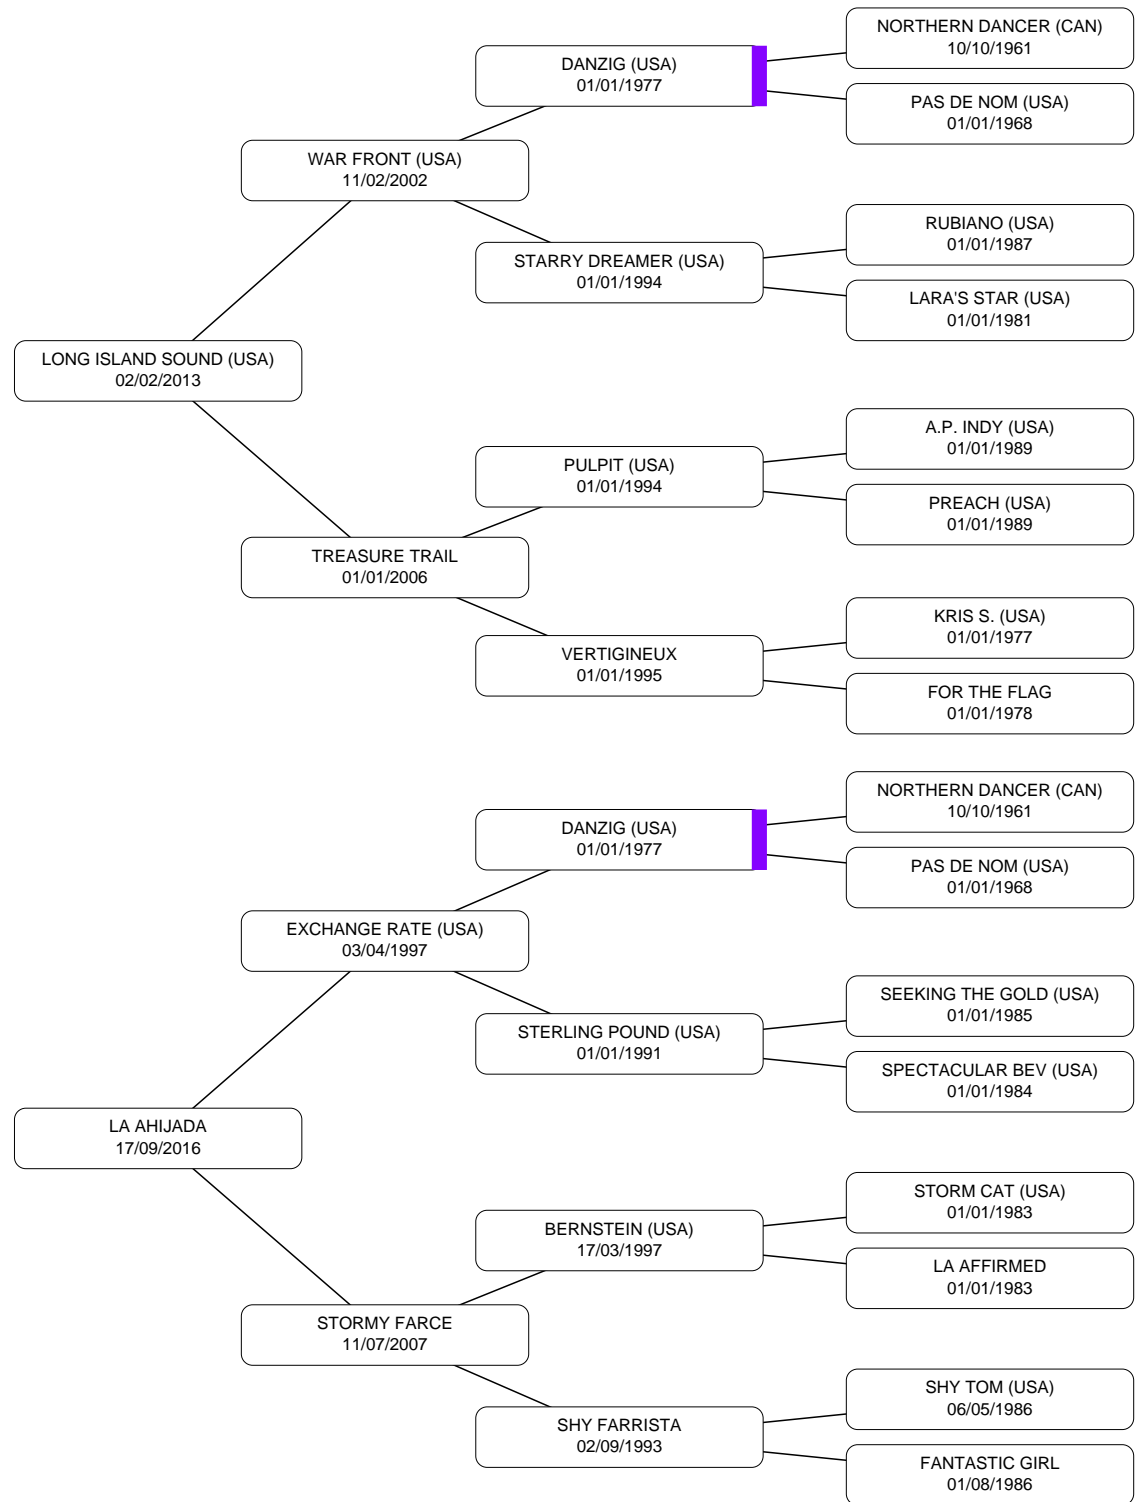 NORTHERN DANCER (CAN)
10/10/1961
DANZIG (USA)
01/01/1977
PAS DE NOM (USA)
01/01/1968
WAR FRONT (USA)
11/02/2002
RUBIANO (USA)
01/01/1987
STARRY DREAMER (USA)
01/01/1994
LARA'S STAR (USA)
01/01/1981
LONG ISLAND SOUND (USA)
02/02/2013
A.P. INDY (USA)
01/01/1989
PULPIT (USA)
01/01/1994
PREACH (USA)
01/01/1989
TREASURE TRAIL
01/01/2006
KRIS S. (USA)
01/01/1977
VERTIGINEUX
01/01/1995
FOR THE FLAG
01/01/1978
NORTHERN DANCER (CAN)
10/10/1961
DANZIG (USA)
01/01/1977
PAS DE NOM (USA)
01/01/1968
EXCHANGE RATE (USA)
03/04/1997
SEEKING THE GOLD (USA)
01/01/1985
STERLING POUND (USA)
01/01/1991
SPECTACULAR BEV (USA)
01/01/1984
LA AHIJADA
17/09/2016
STORM CAT (USA)
01/01/1983
BERNSTEIN (USA)
17/03/1997
LA AFFIRMED
01/01/1983
STORMY FARCE
11/07/2007
SHY TOM (USA)
06/05/1986
SHY FARRISTA
02/09/1993
FANTASTIC GIRL
01/08/1986